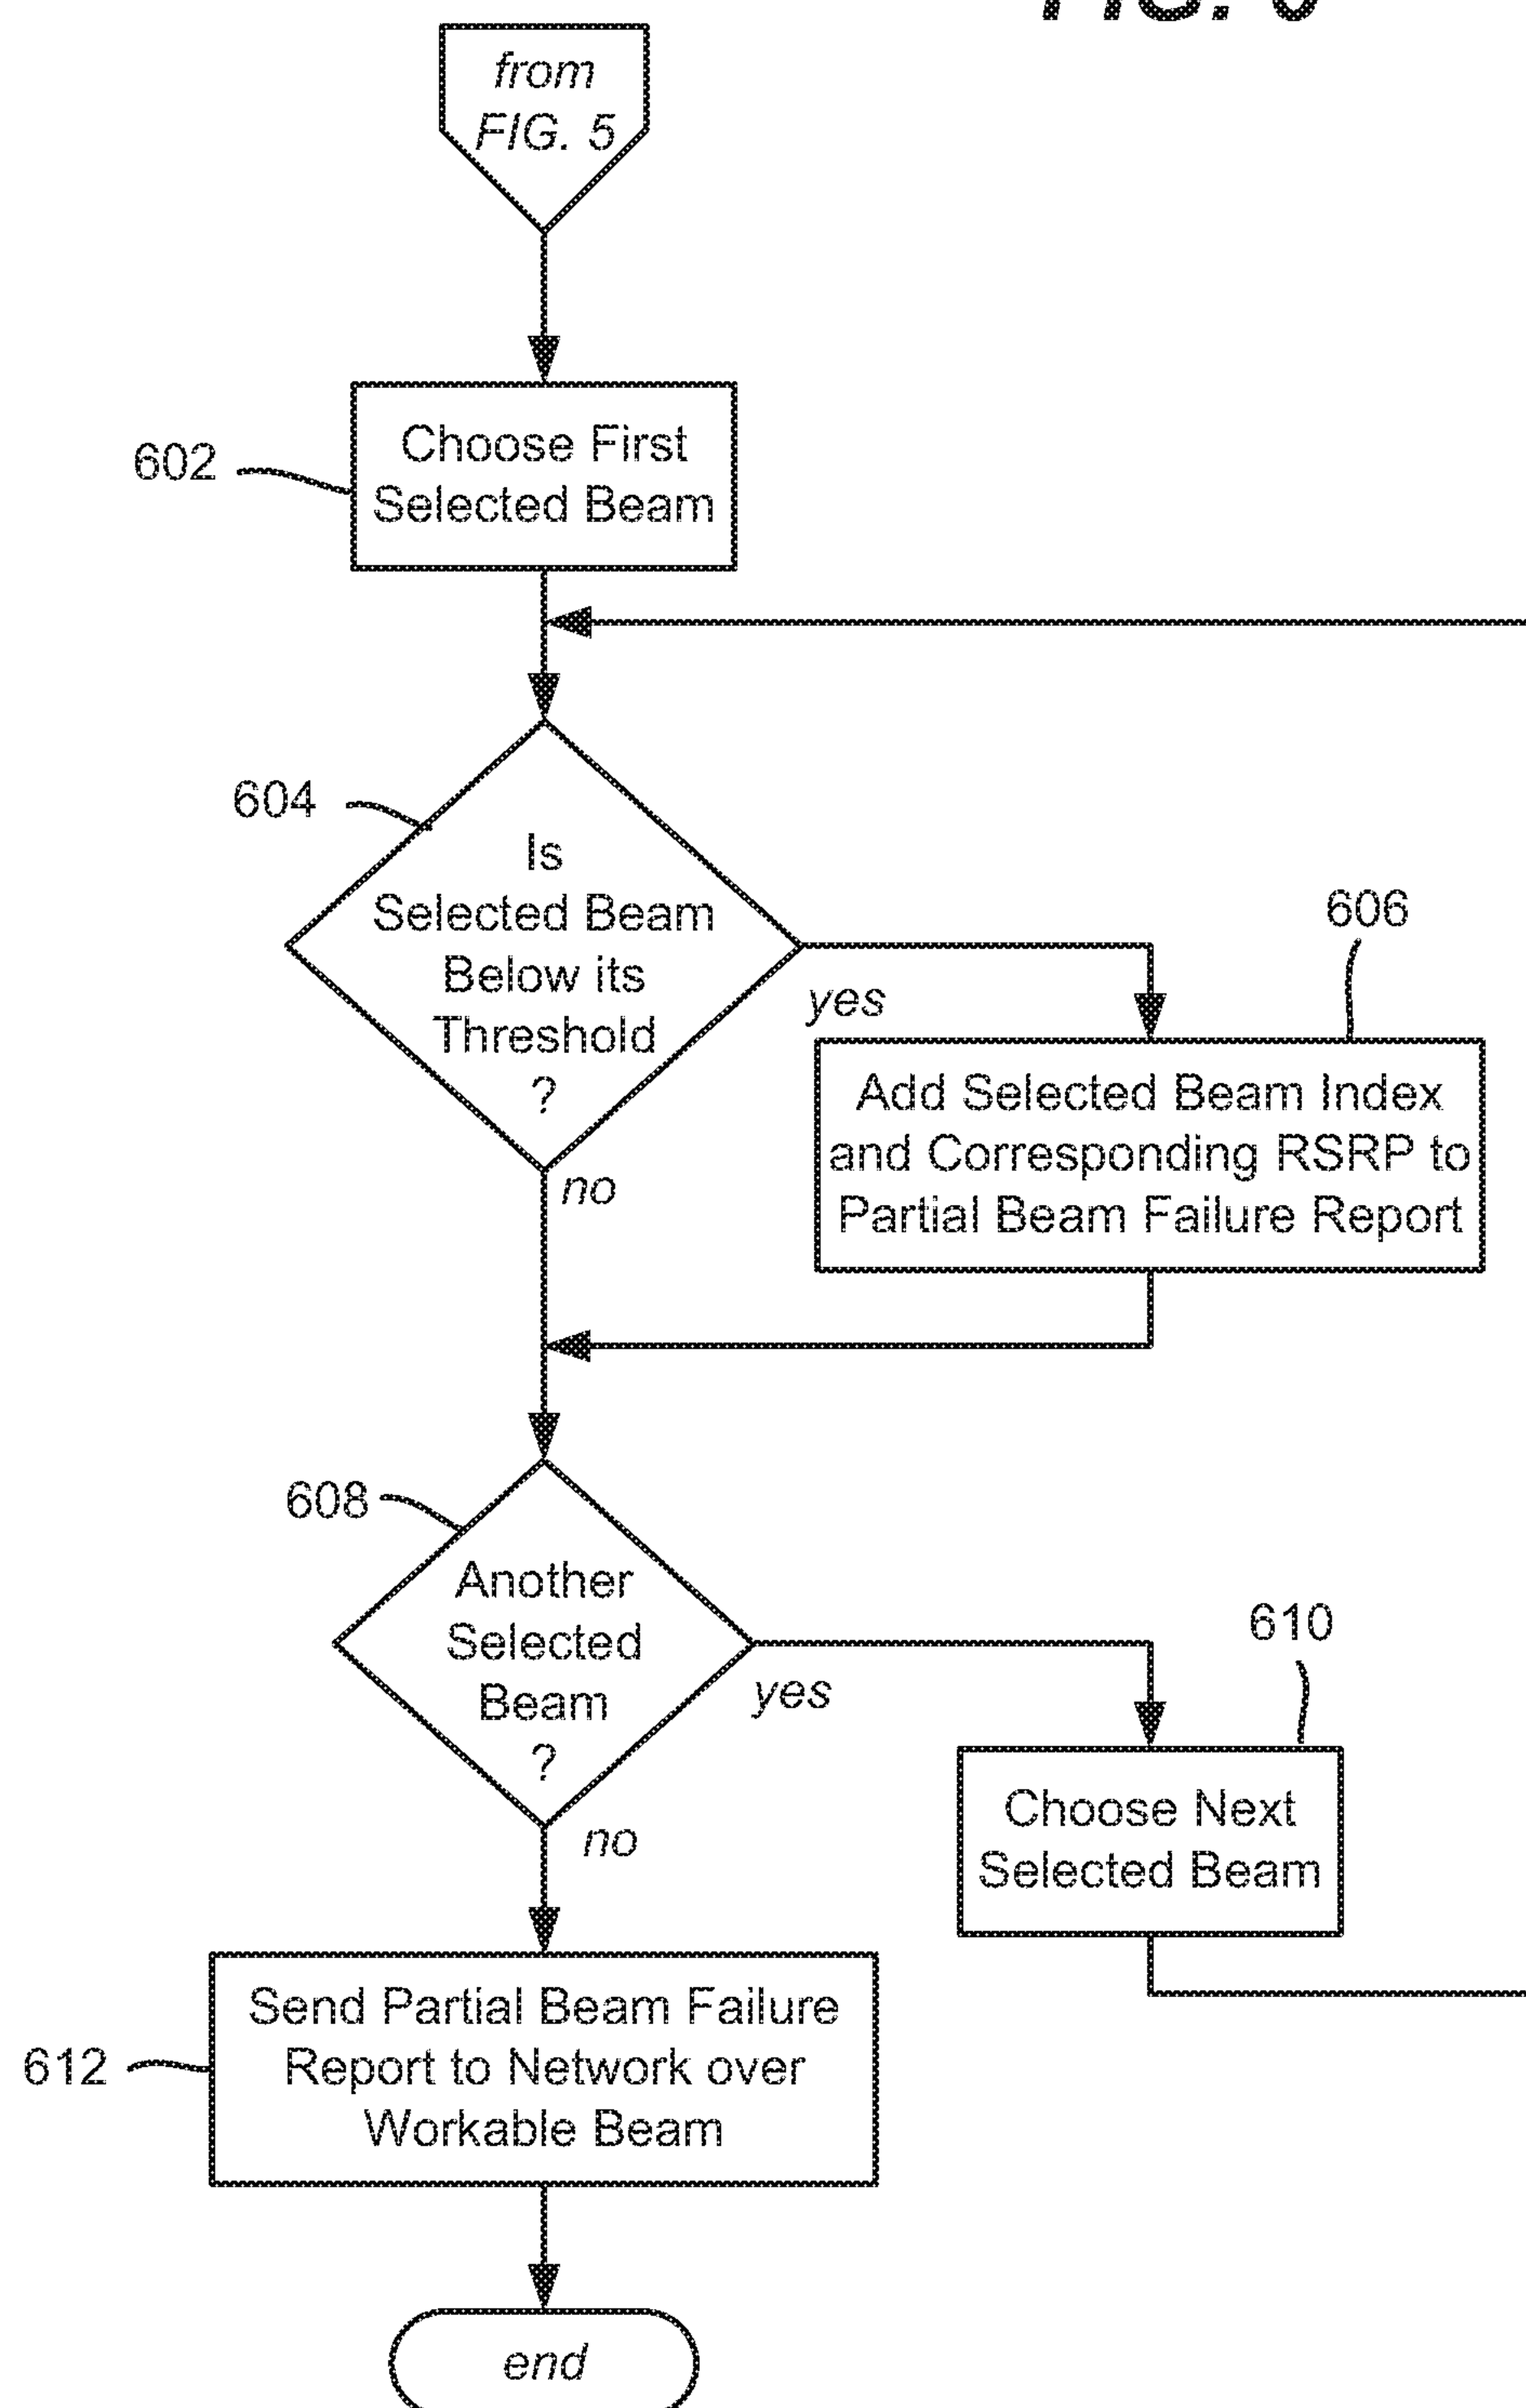 from
FIG. 5
602
Choose First
Selected Beam
604
Is
Selected Beam
Below its
Threshold
?
yes
606
Add Selected Beam Index
and Corresponding RSRP to
Partial Beam Failure Report
no
608
Another
Selected
Beam
?
yes
610
Choose Next
Selected Beam
no
612
Send Partial Beam Failure
Report to Network over
Workable Beam
end